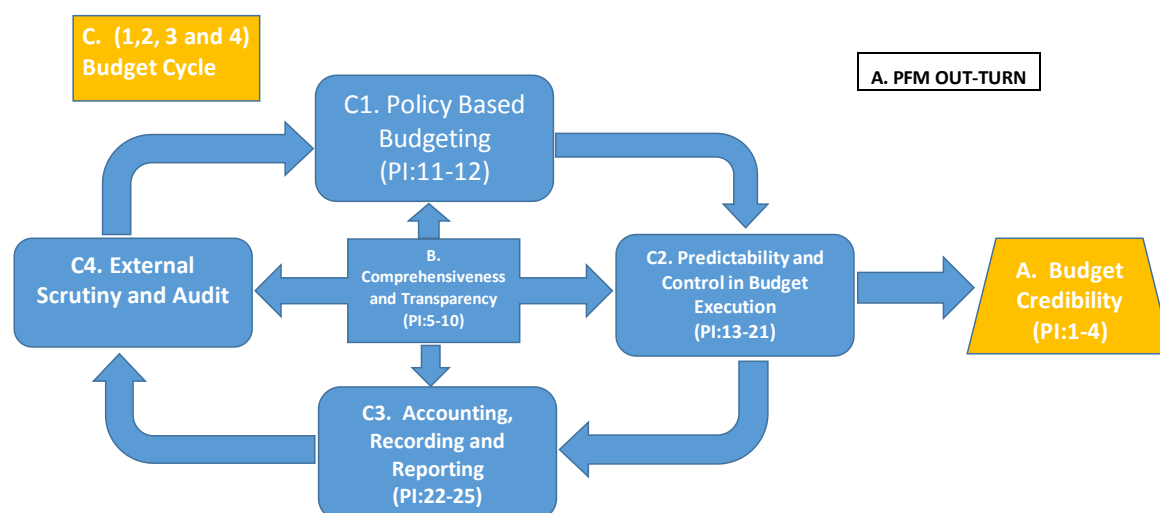 C. (1,2, 3 and 4)
Budget Cycle
A. PFM OUT-TURN
C1. Policy Based
Budgeting
(PI:11-12)
C4. External
Scrutiny and Audit
B.
Comprehensiveness
and Transparency
(PI:5-10)
C2. Predictability and
Control in Budget
Execution
(PI:13-21)
A. Budget
Credibility
(PI:1-4)
C3. Accounting,
Recording and
Reporting
(PI:22-25)